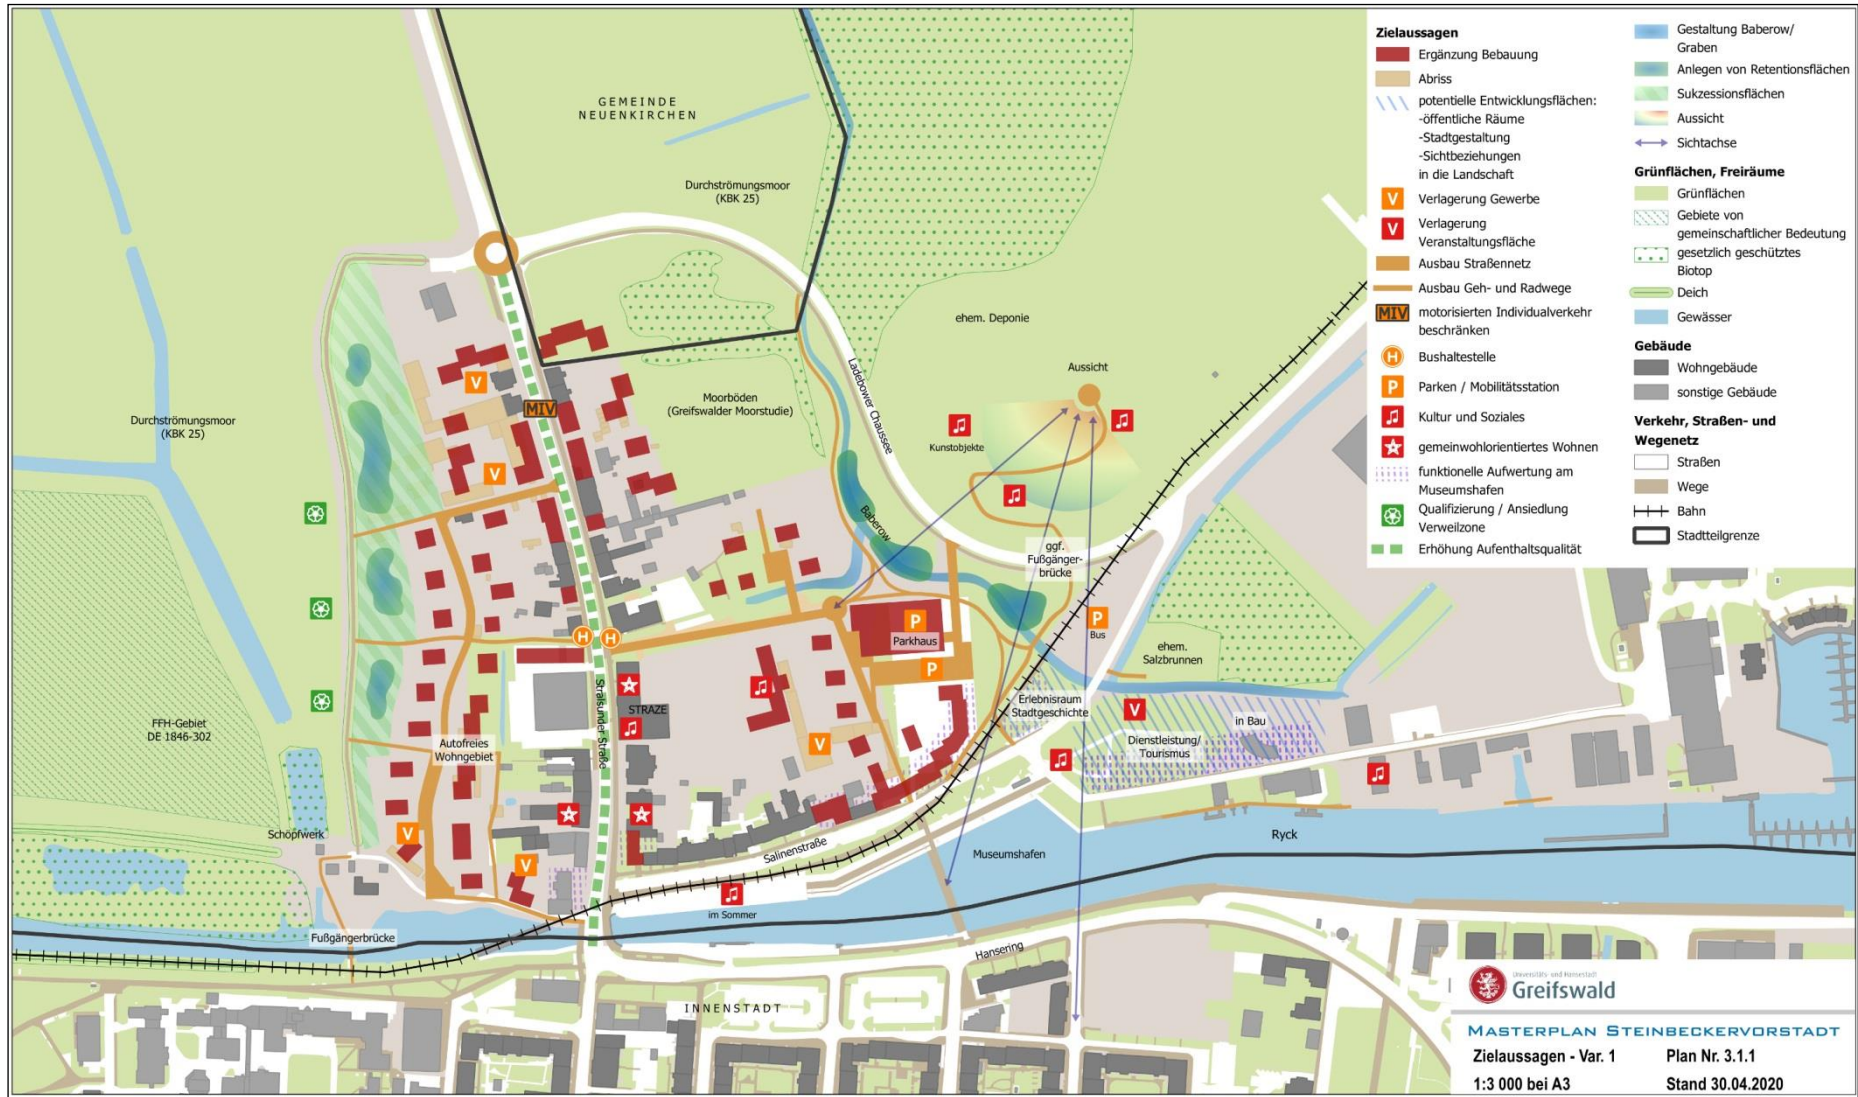 GEMEINDE
NEUENKIRCHEN
Durchströmungsmoor
(KBK 25)
Durchströmungsmoor
(KBK 25)
ehem. Deponie
Aussicht
Ladebower Chaussee
Moorböden
(Greifswalder Moorstudie)
MIV
V
V
Kunstobjekte
Baberow
ggf.
Fußgänger-
brücke
H
H
P
Parkhaus
P
P
Bus
ehem.
Salzbrunnen
Stralsunder Straße
STRAZE
Erlebnisraum
Stadtgeschichte
V
in Bau
Dienstleistung/
Tourismus
FFH-Gebiet
DE 1846-302
Autofreies
Wohngebiet
V
V
V
Schöpfwerk
Salinenstraße
Museumshafen
Ryck
im Sommer
Fußgängerbrücke
Hansering
INNENSTADT
Zielaussagen
Ergänzung Bebauung
Abriss
potentielle Entwicklungsflächen:
-öffentliche Räume
-Stadtgestaltung
-Sichtbeziehungen
in die Landschaft
V Verlagerung Gewerbe
V Verlagerung
Veranstaltungsfläche
Ausbau Straßennetz
Ausbau Geh- und Radwege
MIV motorisierten Individualverkehr
beschränken
H Bushaltestelle
P Parken / Mobilitätsstation
Kultur und Soziales
gemeinwohlorientiertes Wohnen
funktionelle Aufwertung am
Museumshafen
Qualifizierung / Ansiedlung
Verweilzone
Erhöhung Aufenthaltsqualität
Gestaltung Baberow/
Graben
Anlegen von Retentionsflächen
Sukzessionsflächen
Aussicht
Sichtachse
Grünflächen, Freiräume
Grünflächen
Gebiete von
gemeinschaftlicher Bedeutung
gesetzlich geschütztes
Biotop
Deich
Gewässer
Gebäude
Wohngebäude
sonstige Gebäude
Verkehr, Straßen- und
Wegenetz
Straßen
Wege
Bahn
Stadtteilgrenze
Universitäts- und Hansestadt
Greifswald
MASTERPLAN STEINBECKERVORSTADT
Zielaussagen - Var. 1 Plan Nr. 3.1.1
1:3 000 bei A3 Stand 30.04.2020